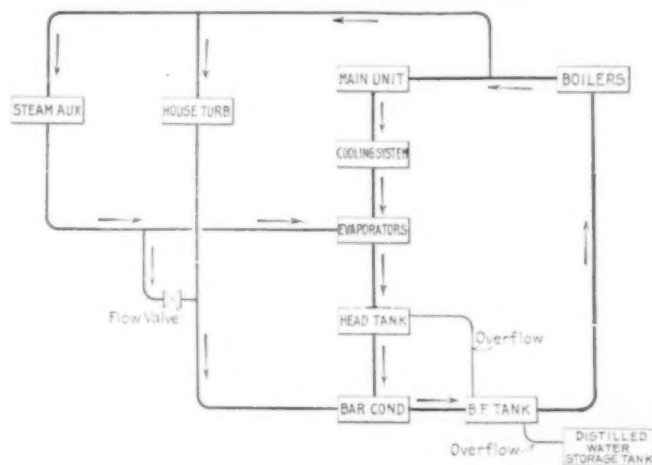 MAIN UNIT
BOILERS
STEAM AUX
HOUSE TURB
COOLING SYSTEM
EVAPORATORS
Flow Valve
HEAD TANK
Overflow
BAR COND
B.F TANK
Overflow
DISTILLED
WATER
STORAGE TANK